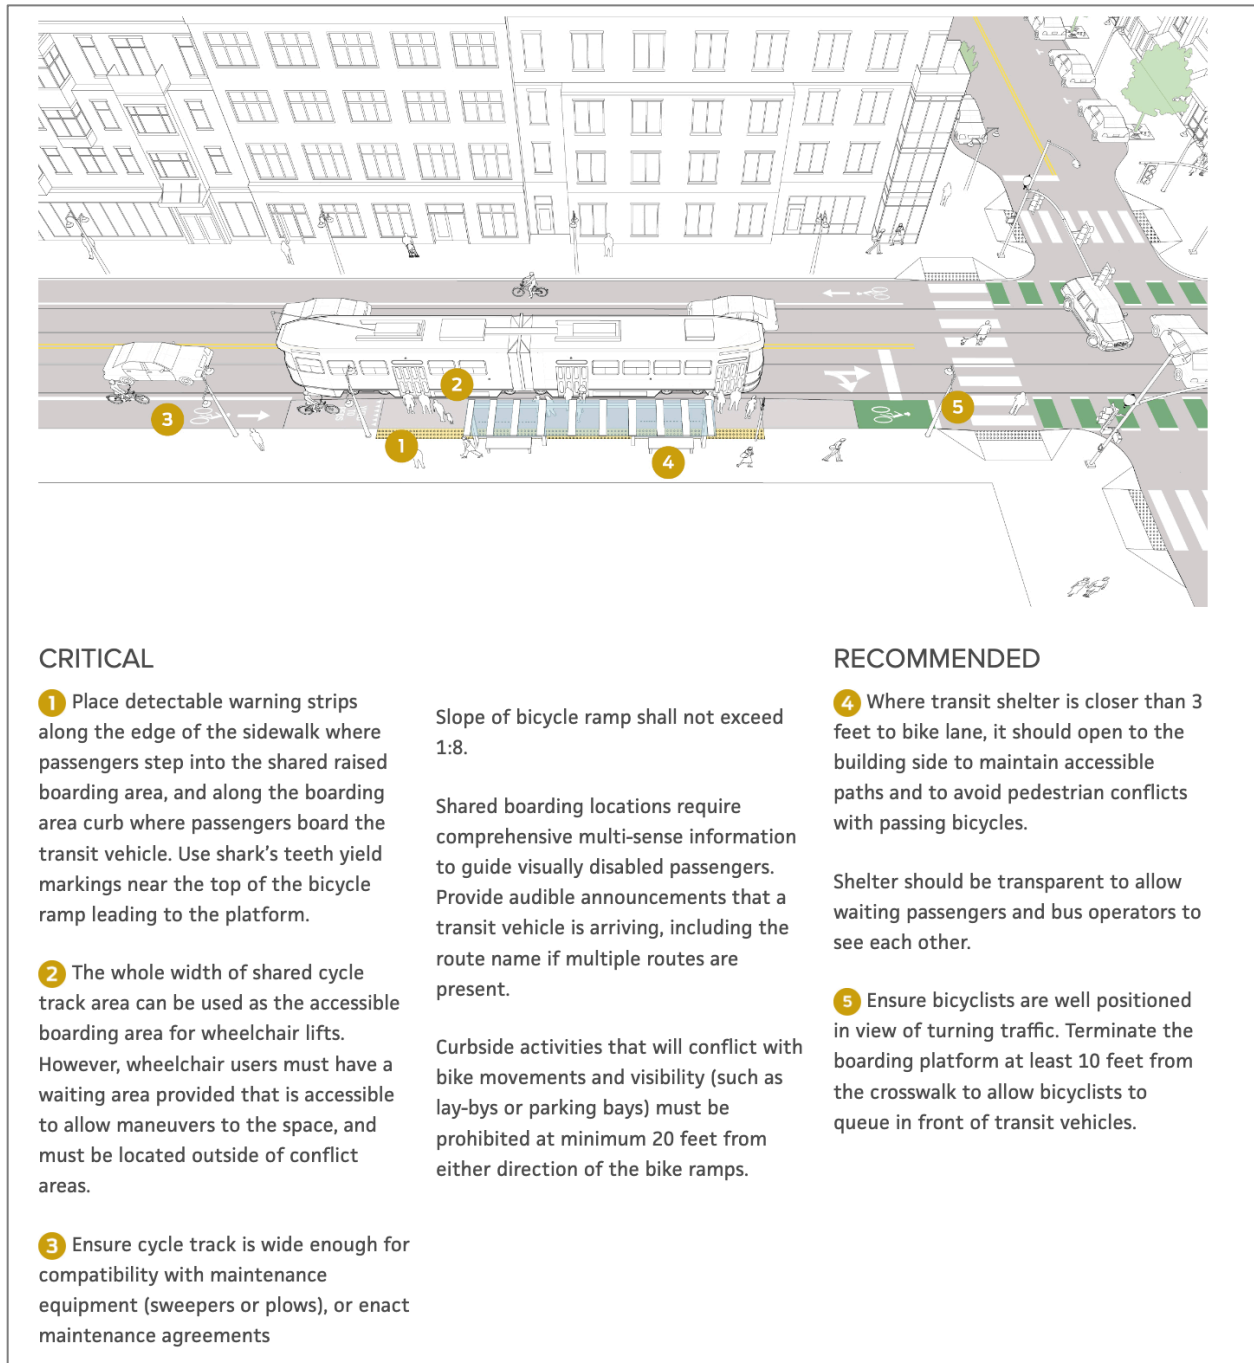 1
2
3
4
5
CRITICAL
1 Place detectable warning strips
along the edge of the sidewalk where
passengers step into the shared raised
boarding area, and along the boarding
area curb where passengers board the
transit vehicle. Use shark’s teeth yield
markings near the top of the bicycle
ramp leading to the platform.
2 The whole width of shared cycle
track area can be used as the accessible
boarding area for wheelchair lifts.
However, wheelchair users must have a
waiting area provided that is accessible
to allow maneuvers to the space, and
must be located outside of conflict
areas.
3 Ensure cycle track is wide enough for
compatibility with maintenance
equipment (sweepers or plows), or enact
maintenance agreements
Slope of bicycle ramp shall not exceed
1:8.
Shared boarding locations require
comprehensive multi-sense information
to guide visually disabled passengers.
Provide audible announcements that a
transit vehicle is arriving, including the
route name if multiple routes are
present.
Curbside activities that will conflict with
bike movements and visibility (such as
lay-bys or parking bays) must be
prohibited at minimum 20 feet from
either direction of the bike ramps.
RECOMMENDED
4 Where transit shelter is closer than 3
feet to bike lane, it should open to the
building side to maintain accessible
paths and to avoid pedestrian conflicts
with passing bicycles.
Shelter should be transparent to allow
waiting passengers and bus operators to
see each other.
5 Ensure bicyclists are well positioned
in view of turning traffic. Terminate the
boarding platform at least 10 feet from
the crosswalk to allow bicyclists to
queue in front of transit vehicles.